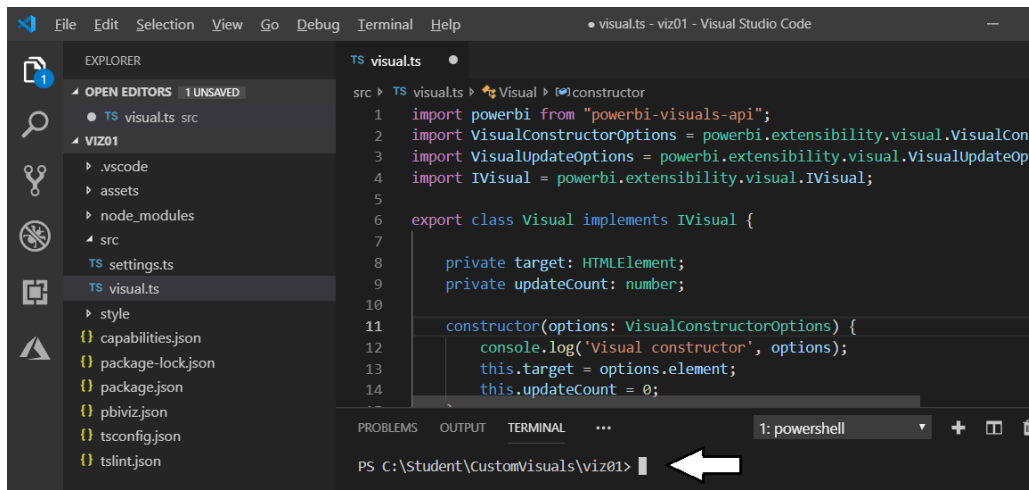 File Edit Selection View Go Debug Terminal Help ● visual.ts - viz01 - Visual Studio Code
EXPLORER
OPEN EDITORS 1 UNSAVED
● TS visual.ts src
VIZ01
.vscode
assets
node_modules
src
TS settings.ts
TS visual.ts
style
{} capabilities.json
{} package-lock.json
{} package.json
{} pbiviz.json
{} tsconfig.json
{} tslint.json
1
TS visual.ts ●
src TS visual.ts Visual constructor
1 import powerbi from "powerbi-visuals-api";
2 import VisualConstructorOptions = powerbi.extensibility.visual.VisualCon
3 import VisualUpdateOptions = powerbi.extensibility.visual.VisualUpdateOp
4 import IVisual = powerbi.extensibility.visual.IVisual;
5
6 export class Visual implements IVisual {
7
8 private target: HTMLElement;
9 private updateCount: number;
10
11 constructor(options: VisualConstructorOptions) {
12 console.log('Visual constructor', options);
13 this.target = options.element;
14 this.updateCount = 0;
PROBLEMS OUTPUT TERMINAL ••• 1: powershell
PS C:\Student\CustomVisuals\viz01>